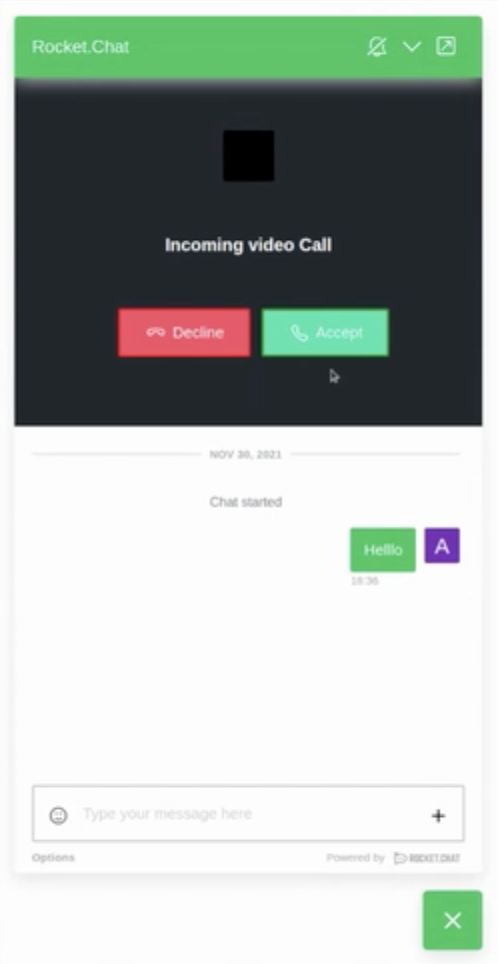 Rocket.Chat
Incoming video Call
Decline
Accept
NOV 30, 2021
Chat started
Helllo
A
18:36
Type your message here
+
Options
Powered by ROCKET.CHAT